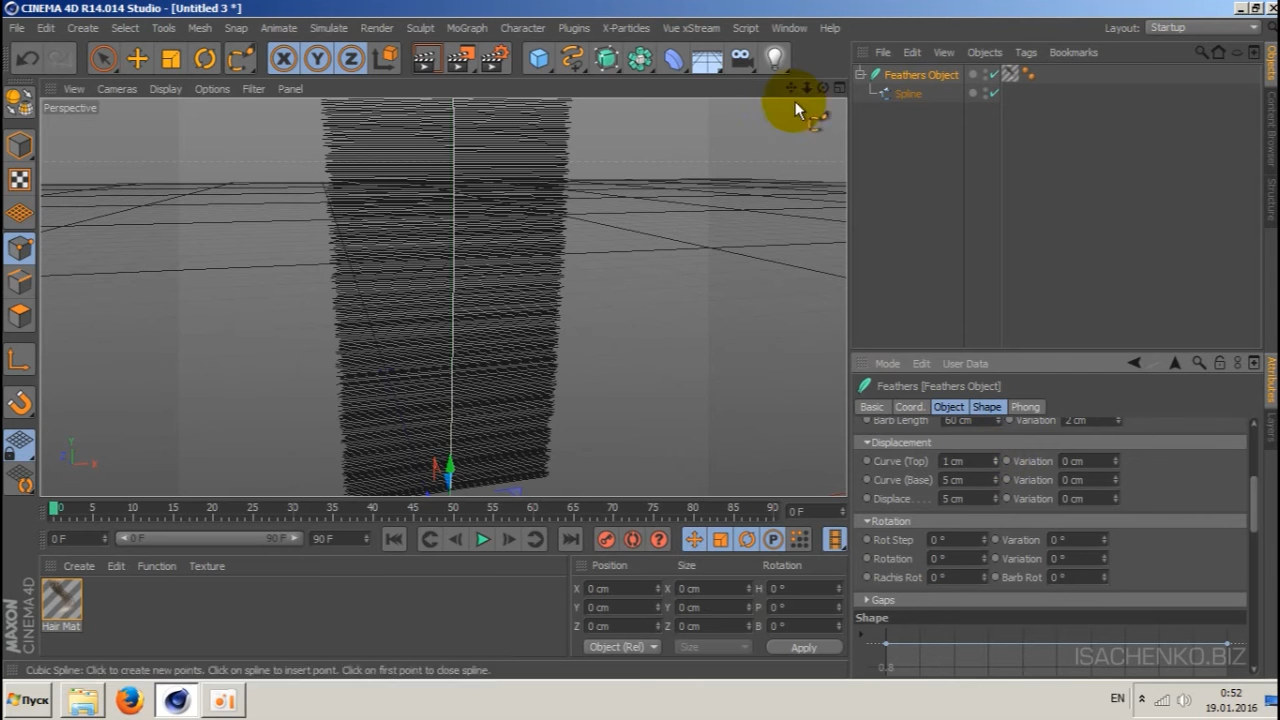 CINEMA 4D R14.014 Studio - [Untitled 3 *]
File Edit Create Select Tools Mesh Snap Animate Simulate Render Sculpt MoGraph Character Plugins X-Particles Vue xStream Script Window Help
Layout: Startup
File Edit View Objects Tags Bookmarks
X Y Z
View Cameras Display Options Filter Panel
Perspective
Feathers Object
Spline
Objects
Content Browser
Structure
Y
Z X
Mode Edit User Data
Feathers [Feathers Object]
Basic Coord. Object Shape Phong
Barb Length 60 cm Variation 2 cm
Displacement
Curve (Top) 1 cm Variation 0 cm
Curve (Base) 5 cm Variation 0 cm
Displace. . . . 5 cm Variation 0 cm
Rotation
Rot Step 0 ° Varation 0 °
Rotation 0 ° Variation 0 °
Rachis Rot 0 ° Barb Rot 0 °
Gaps
Shape
0.8
Attributes
Layers
0 5 10 15 20 25 30 35 40 45 50 55 60 65 70 75 80 85 90
0 F
0 F 0 F 90 F 90 F
P
Create Edit Function Texture
Hair Mat
Position Size Rotation
X 0 cm X 0 cm H 0 °
Y 0 cm Y 0 cm P 0 °
Z 0 cm Z 0 cm B 0 °
Object (Rel) Size Apply
MAXON
CINEMA 4D
Cubic Spline: Click to create new points. Click on spline to insert point. Click on first point to close spline.
ISACHENKO.BIZ
Пуск
EN
0:52
19.01.2016